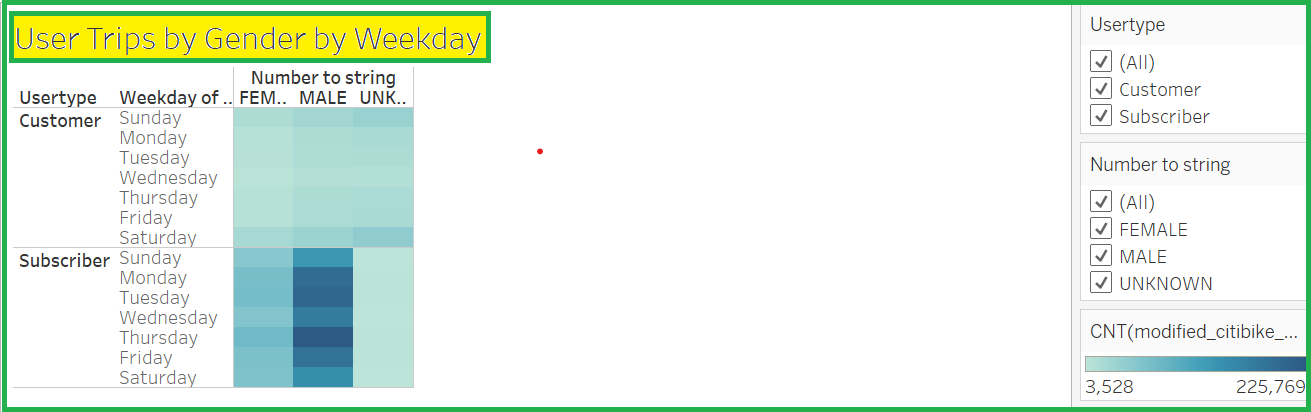 User Trips by Gender by Weekday
Number to string
Usertype Weekday of .. FEM.. MALE UNK..
Customer Sunday
Monday
Tuesday
Wednesday
Thursday
Friday
Saturday
Subscriber Sunday
Monday
Tuesday
Wednesday
Thursday
Friday
Saturday
Usertype
(All)
Customer
Subscriber
Number to string
(All)
FEMALE
MALE
UNKNOWN
CNT(modified_citibike_...
3,528 225,769